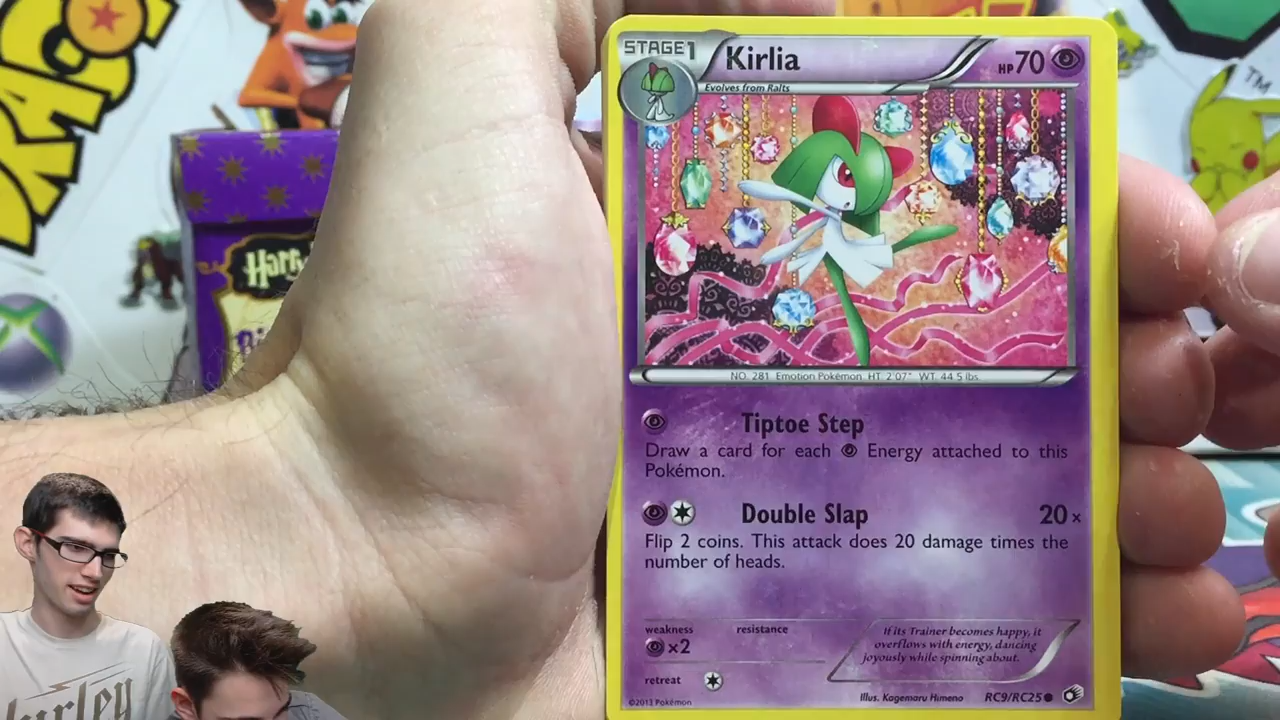 STAGE1
Kirlia
HP70
Evolves from Ralts
NO. 281 Emotion Pokémon. HT. 2'07" WT. 44.5 lbs.
Tiptoe Step
Draw a card for each Energy attached to this
Pokémon.
Double Slap 20×
Flip 2 coins. This attack does 20 damage times the
number of heads.
weakness resistance
×2
retreat
If its Trainer becomes happy, it
overflows with energy, dancing
joyously while spinning about.
©2013 Pokémon
Illus. Kagemaru Himeno
RC9/RC25
TM